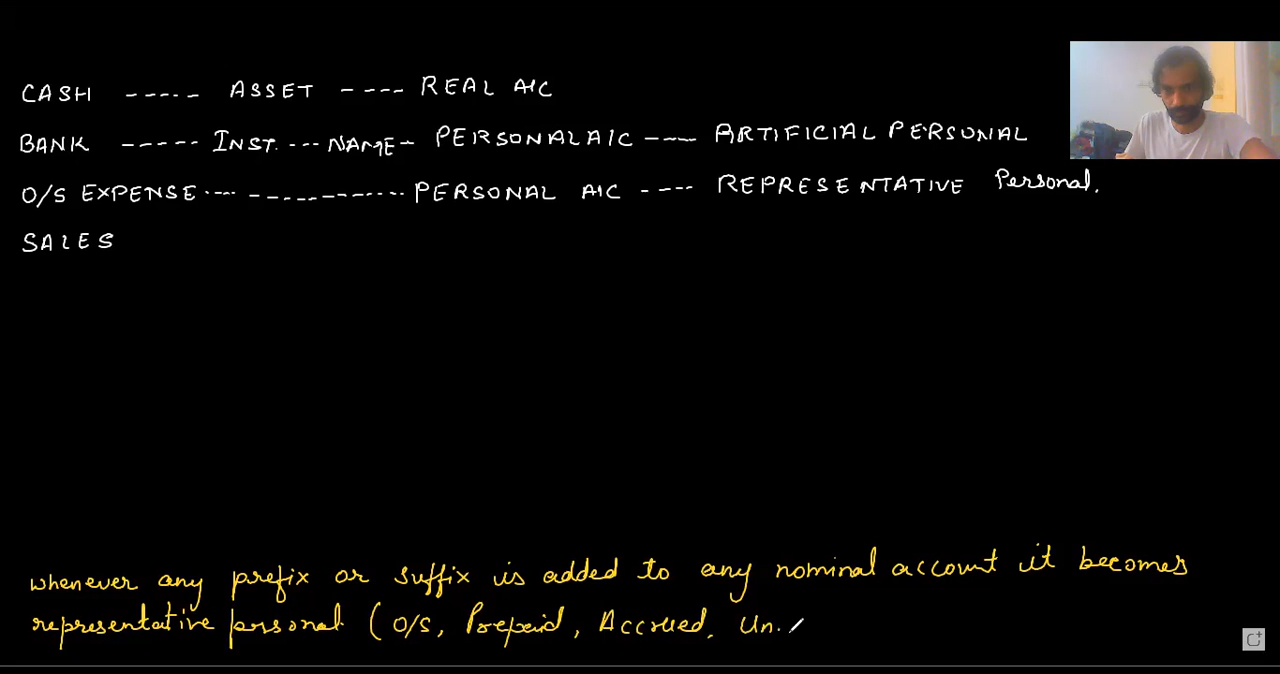 CASH ----- ASSET ---- REAL A/C
BANK ----- INST. --- NAME - PERSONAL A/C ---- ARTIFICIAL PERSONAL
O/S EXPENSE ---- ---------- PERSONAL A/C ---- REPRESENTATIVE Personal.
SALES
whenever any prefix or suffix is added to any nominal account it becomes
representative personal (O/S, Prepaid, Accrued, Un.